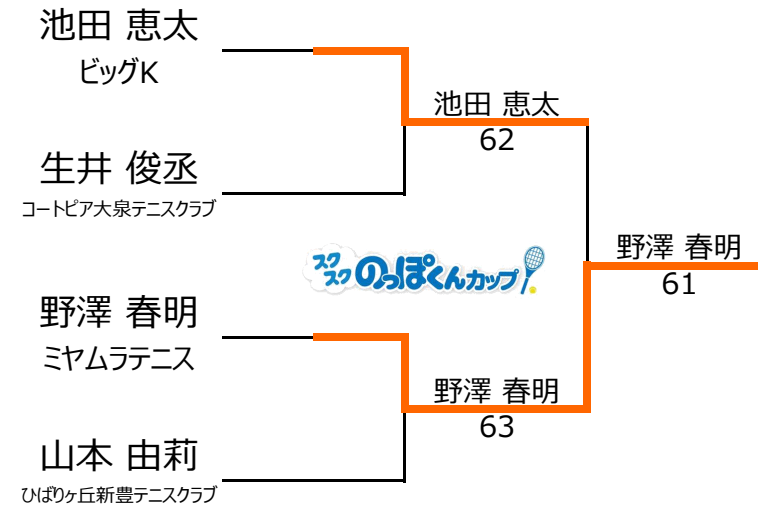 池田 恵太
ビッグK
池田 恵太
62
生井 俊丞
コートピア大泉テニスクラブ
スクスク のっぽくんカップ!
野澤 春明
61
野澤 春明
ミヤムラテニス
野澤 春明
63
山本 由莉
ひばりヶ丘新豊テニスクラブ